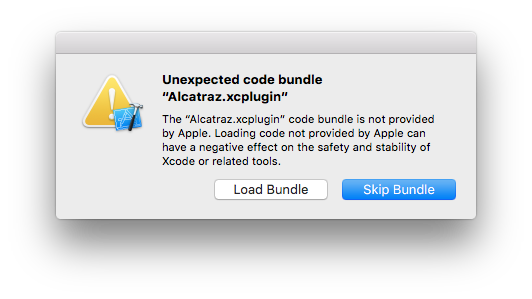 Unexpected code bundle
“Alcatraz.xcplugin”
The “Alcatraz.xcplugin” code bundle is not provided
by Apple. Loading code not provided by Apple can
have a negative effect on the safety and stability of
Xcode or related tools.
Load Bundle
Skip Bundle